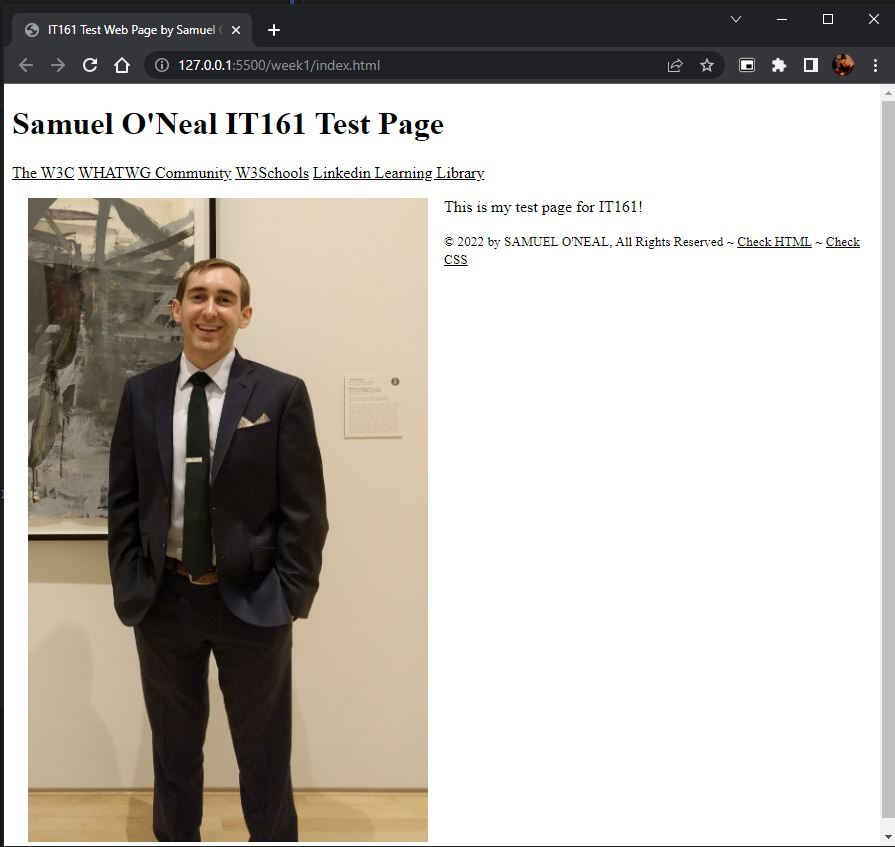 IT161 Test Web Page by Samuel
127.0.0.1:5500/week1/index.html
Samuel O'Neal IT161 Test Page
The W3C WHATWG Community W3Schools Linkedin Learning Library
This is my test page for IT161!
© 2022 by SAMUEL O'NEAL, All Rights Reserved ~ Check HTML ~ Check
CSS